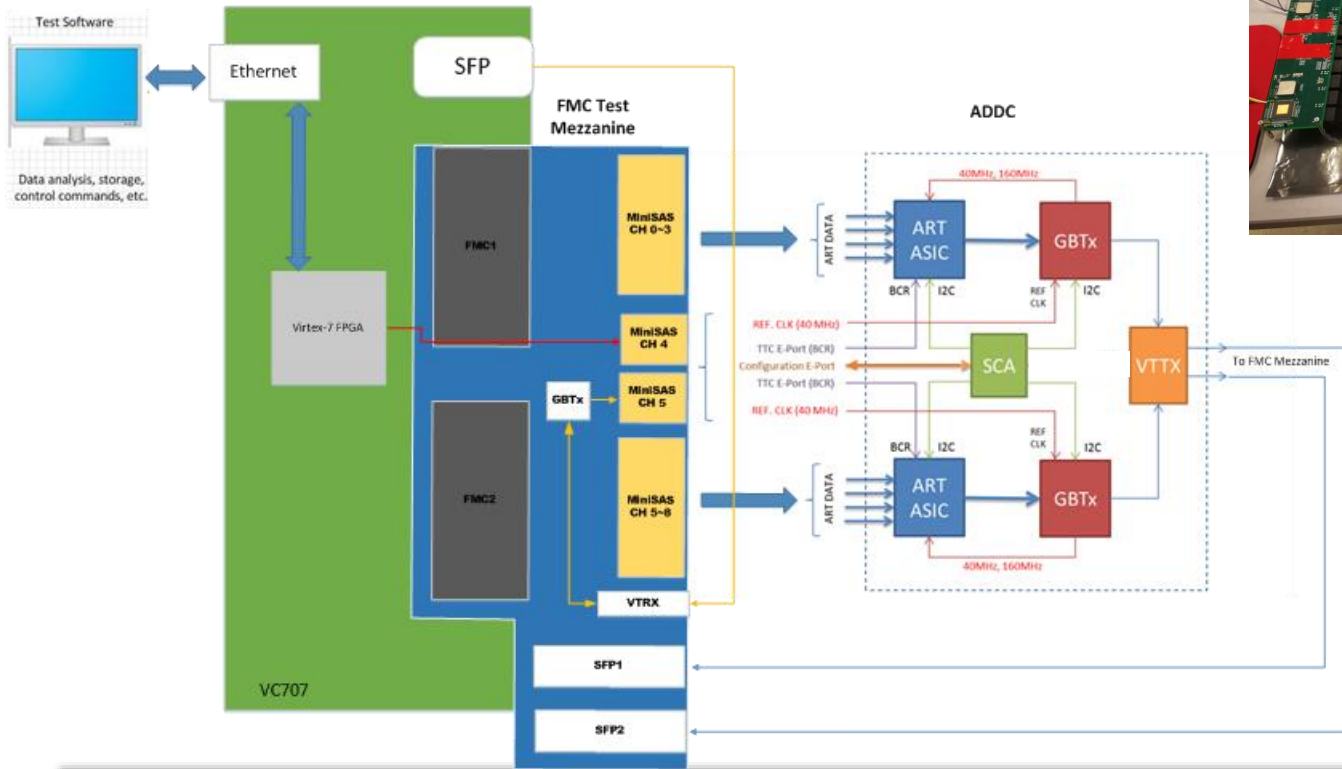 Test Software
Data analysis, storage,
control commands, etc.
Ethernet
SFP
Virtex-7 FPGA
VC707
FMC Test
Mezzanine
FMC1
FMC2
MiniSAS
CH 0~3
MiniSAS
CH 4
GBTx
MiniSAS
CH 5
MiniSAS
CH 5~8
VTRX
SFP1
SFP2
ADDC
40MHz, 160MHz
ART DATA
ART
ASIC
GBTx
BCR
I2C
REF
CLK
I2C
REF. CLK (40 MHz)
TTC E-Port (BCR)
Configuration E-Port
TTC E-Port (BCR)
REF. CLK (40 MHz)
SCA
VTTX
To FMC Mezzanine
BCR
I2C
REF
CLK
I2C
ART DATA
ART
ASIC
GBTx
40MHz, 160MHz